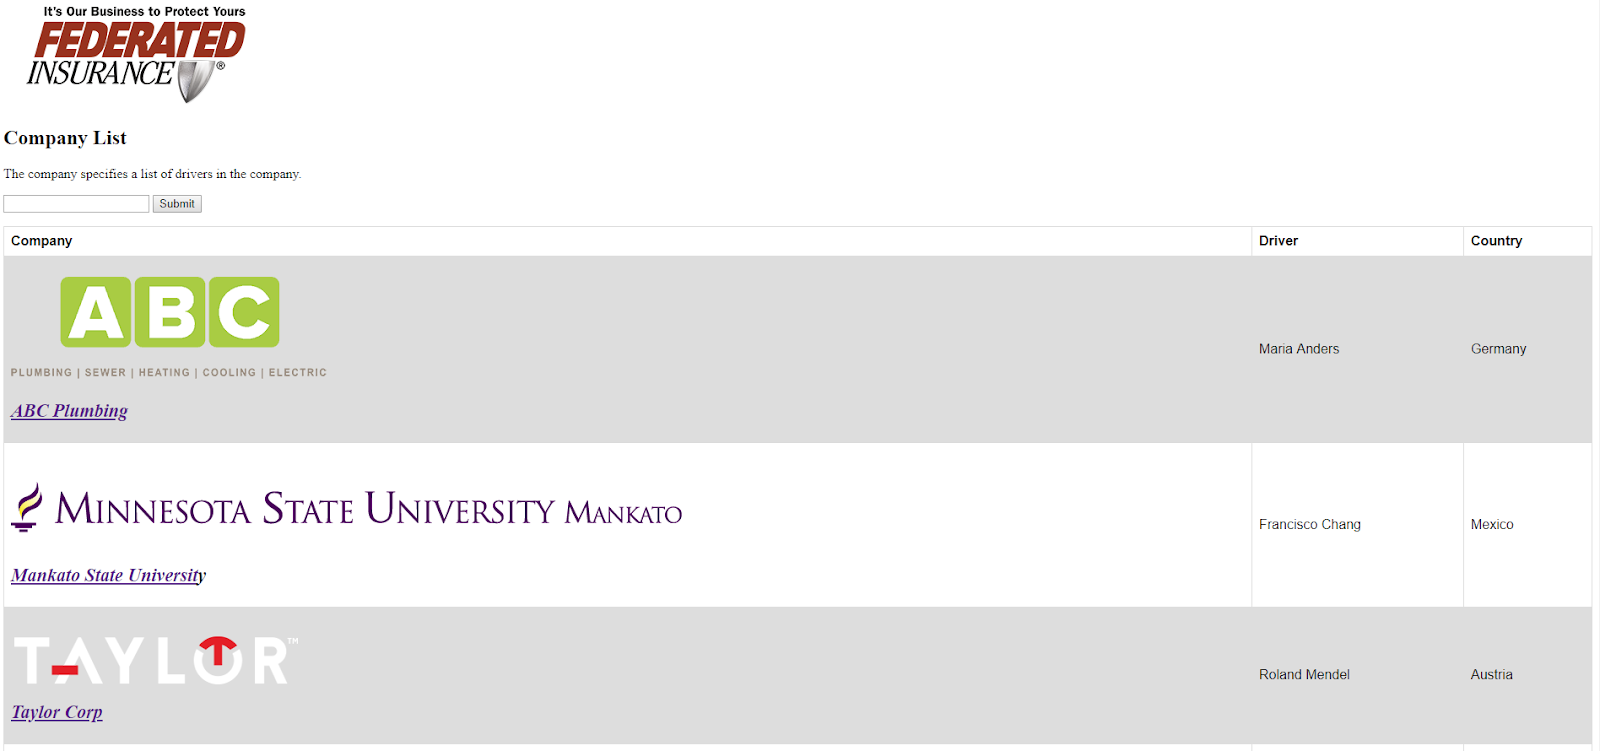 It's Our Business to Protect Yours
FEDERATED
INSURANCE®
Company List
The company specifies a list of drivers in the company.
Submit
Company Driver Country
ABC
PLUMBING | SEWER | HEATING | COOLING | ELECTRIC
Maria Anders Germany
ABC Plumbing
MINNESOTA STATE UNIVERSITY MANKATO
Francisco Chang Mexico
Mankato State University
TAYLOR™
Roland Mendel Austria
Taylor Corp